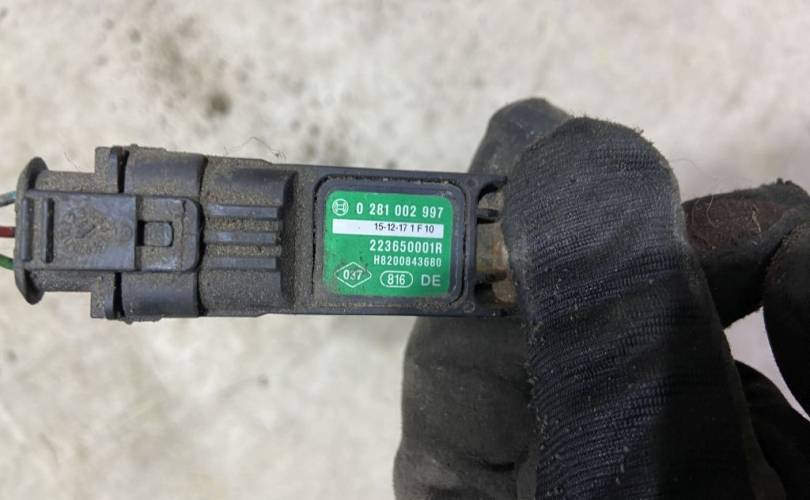 0 281 002 997
15-12-17 1 F 10
223650001R
H8200843680
037 816 DE